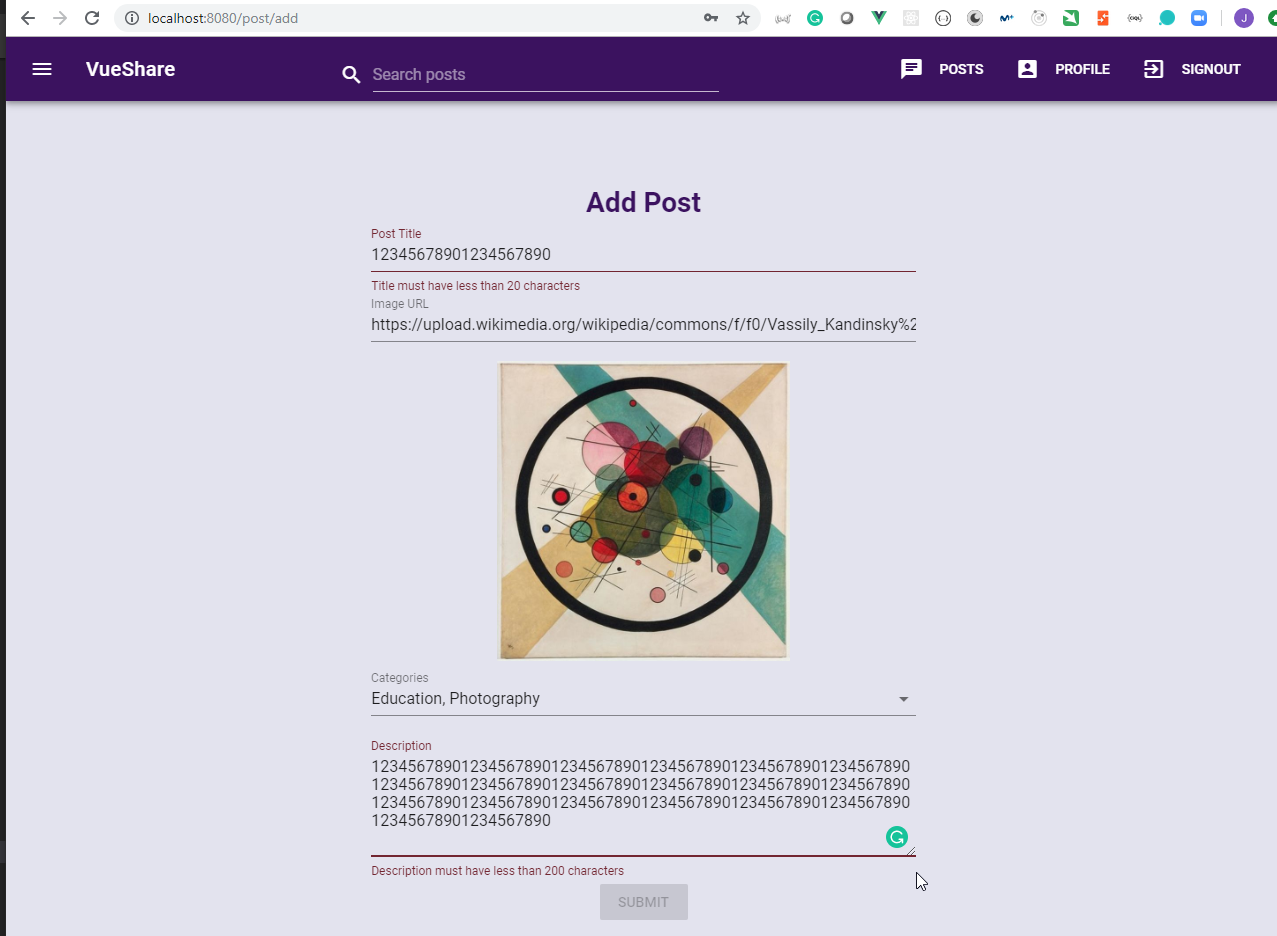 localhost:8080/post/add
VueShare
Search posts
POSTS
PROFILE
SIGNOUT
Add Post
Post Title
12345678901234567890
Title must have less than 20 characters
Image URL
https://upload.wikimedia.org/wikipedia/commons/f/f0/Vassily_Kandinsky%2
Categories
Education, Photography
Description
123456789012345678901234567890123456789012345678901234567890
123456789012345678901234567890123456789012345678901234567890
123456789012345678901234567890123456789012345678901234567890
12345678901234567890
Description must have less than 200 characters
SUBMIT